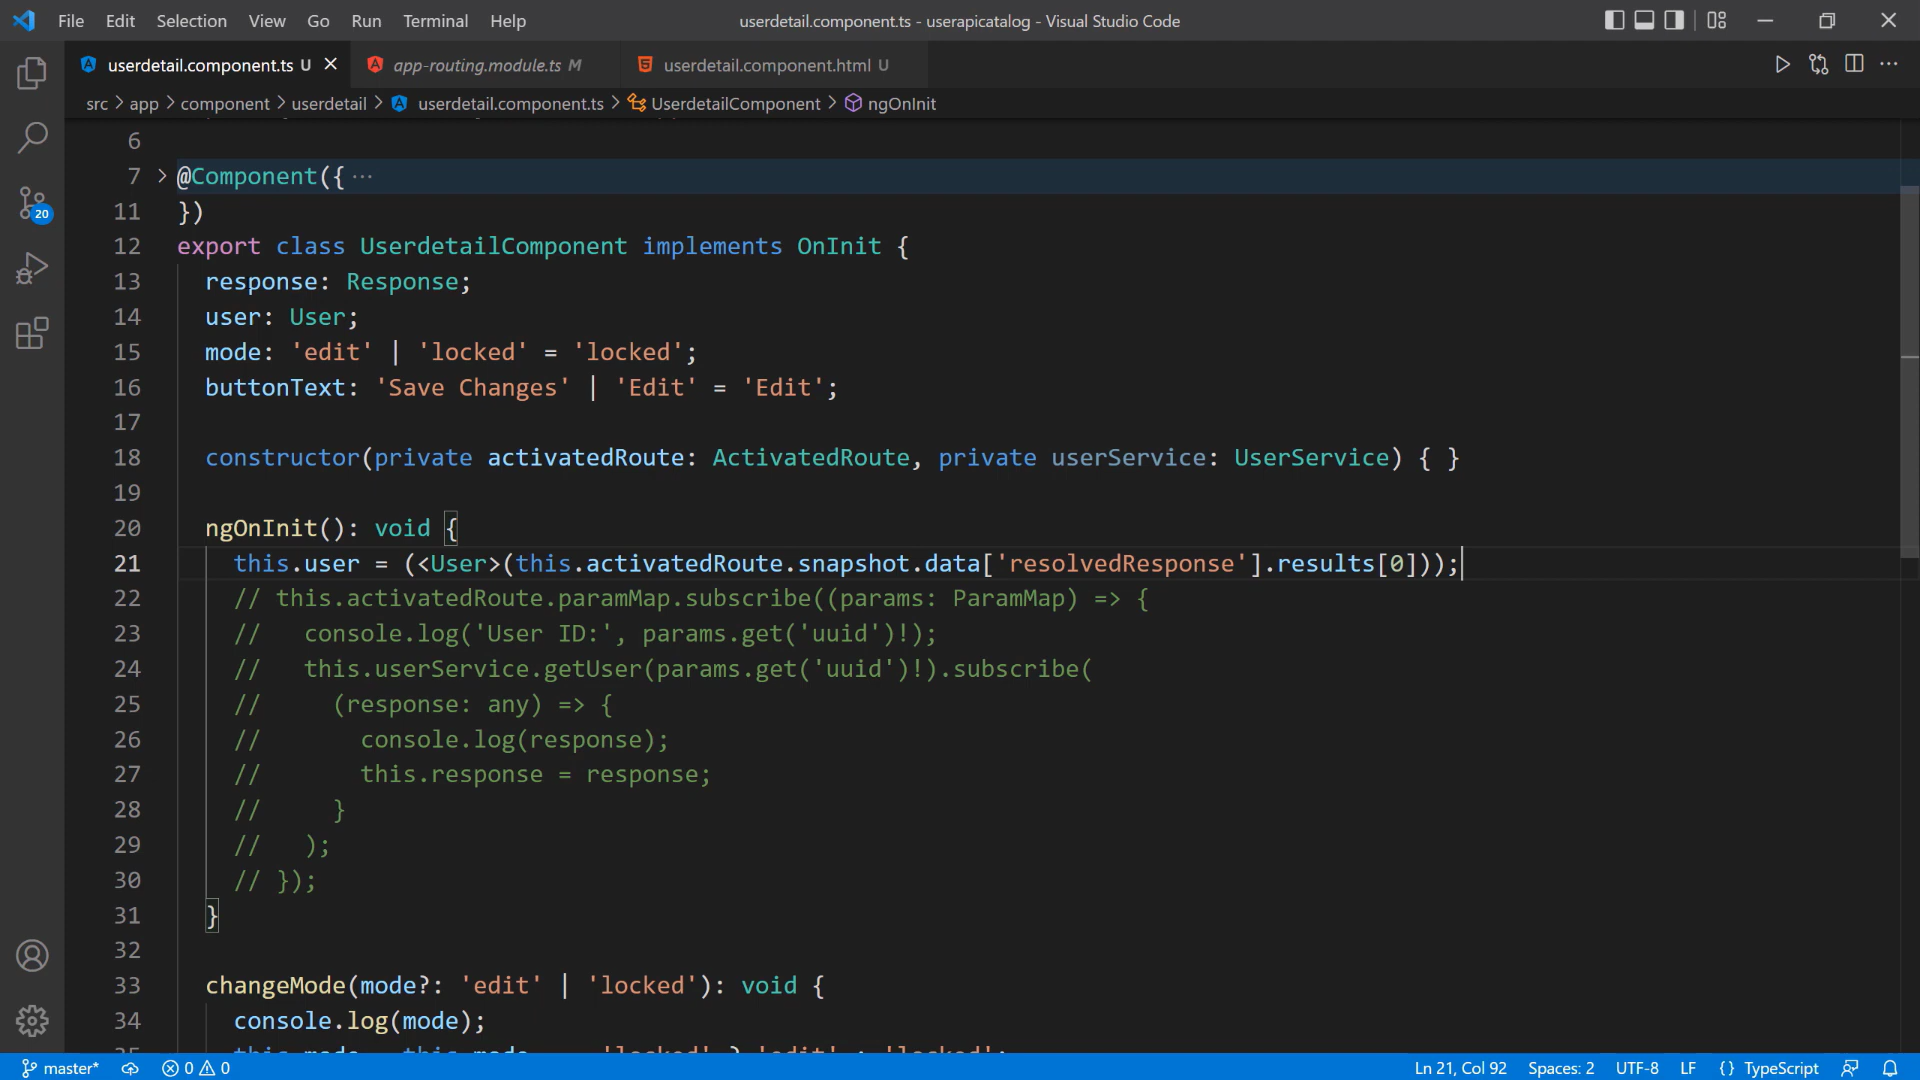 File Edit Selection View Go Run Terminal Help userdetail.component.ts - userapicatalog - Visual Studio Code
userdetail.component.ts U app-routing.module.ts M userdetail.component.html U
src > app > component > userdetail > userdetail.component.ts > UserdetailComponent > ngOnInit
6
7 @Component({ ···
11 })
12 export class UserdetailComponent implements OnInit {
13 response: Response;
14 user: User;
15 mode: 'edit' | 'locked' = 'locked';
16 buttonText: 'Save Changes' | 'Edit' = 'Edit';
17
18 constructor(private activatedRoute: ActivatedRoute, private userService: UserService) { }
19
20 ngOnInit(): void {
21 this.user = (<User>(this.activatedRoute.snapshot.data['resolvedResponse'].results[0]));
22 // this.activatedRoute.paramMap.subscribe((params: ParamMap) => {
23 // console.log('User ID:', params.get('uuid')!);
24 // this.userService.getUser(params.get('uuid')!).subscribe(
25 // (response: any) => {
26 // console.log(response);
27 // this.response = response;
28 // }
29 // );
30 // });
31 }
32
33 changeMode(mode?: 'edit' | 'locked'): void {
34 console.log(mode);
20
master* 0 0 Ln 21, Col 92 Spaces: 2 UTF-8 LF {} TypeScript